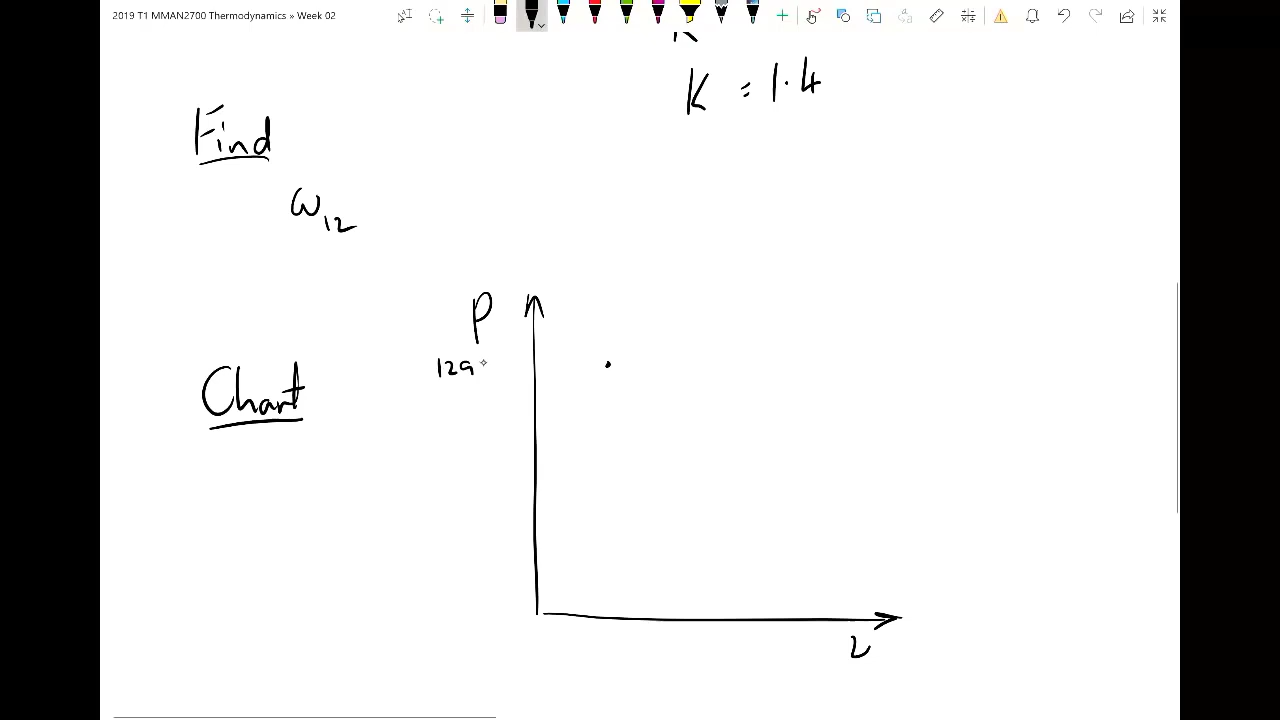 2019 T1 MMAN2700 Thermodynamics » Week 02
K = 1.4
Find
W12
P
129
Chart